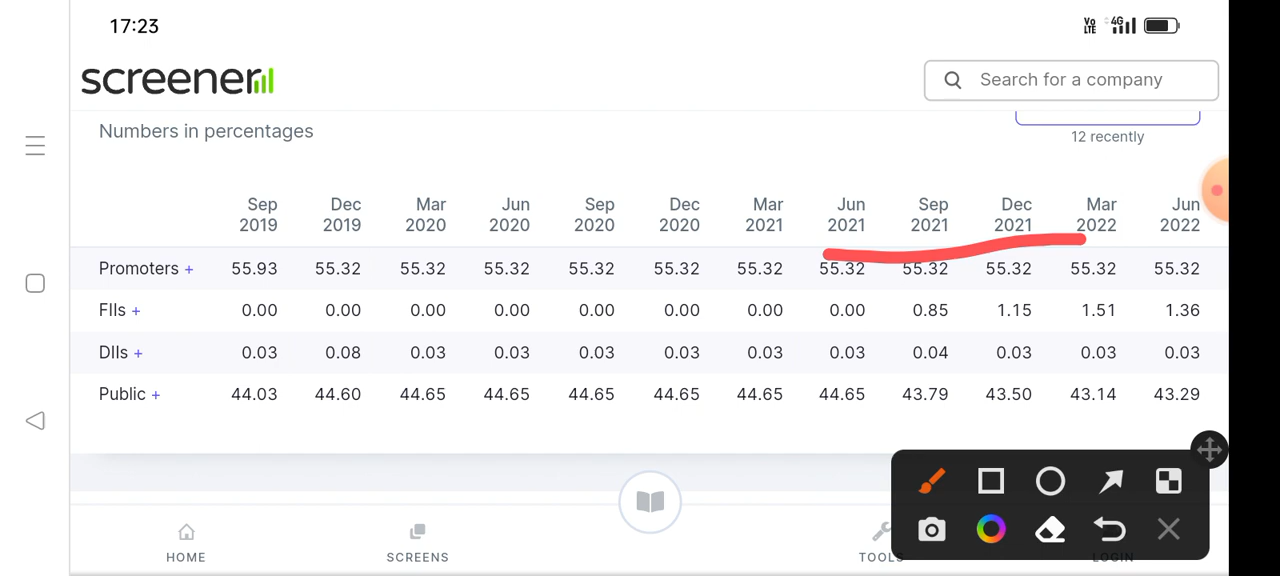 17:23
Vo LTE 4G
screener
Search for a company
Numbers in percentages
12 recently
Sep 2019 Dec 2019 Mar 2020 Jun 2020 Sep 2020 Dec 2020 Mar 2021 Jun 2021 Sep 2021 Dec 2021 Mar 2022 Jun 2022
Promoters + 55.93 55.32 55.32 55.32 55.32 55.32 55.32 55.32 55.32 55.32 55.32 55.32
FIIs + 0.00 0.00 0.00 0.00 0.00 0.00 0.00 0.00 0.85 1.15 1.51 1.36
DIIs + 0.03 0.08 0.03 0.03 0.03 0.03 0.03 0.03 0.04 0.03 0.03 0.03
Public + 44.03 44.60 44.65 44.65 44.65 44.65 44.65 44.65 43.79 43.50 43.14 43.29
HOME SCREENS TOOLS LOGIN